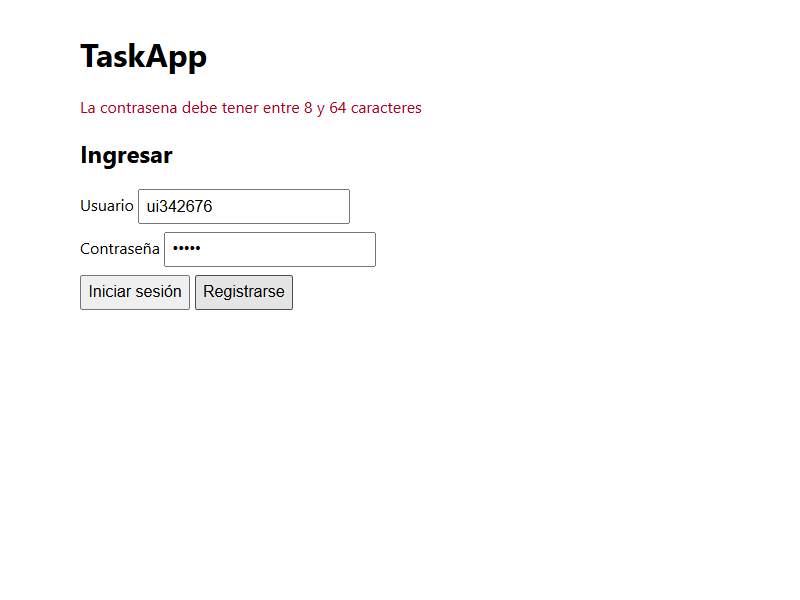 TaskApp
La contrasena debe tener entre 8 y 64 caracteres
Ingresar
Usuario ui342676
Contraseña •••••
Iniciar sesión Registrarse